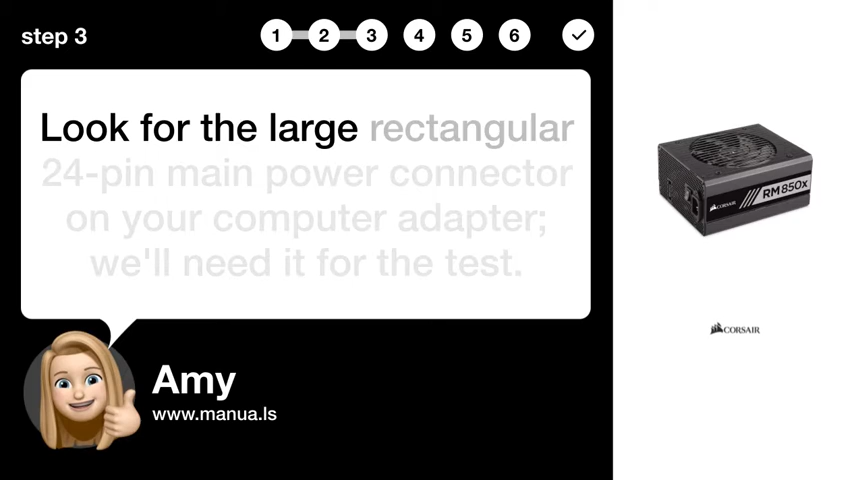 step 3
1 2 3 4 5 6
Look for the large rectangular
24-pin main power connector
on your computer adapter;
we'll need it for the test.
Amy
www.manua.ls
CORSAIR RM850x
CORSAIR